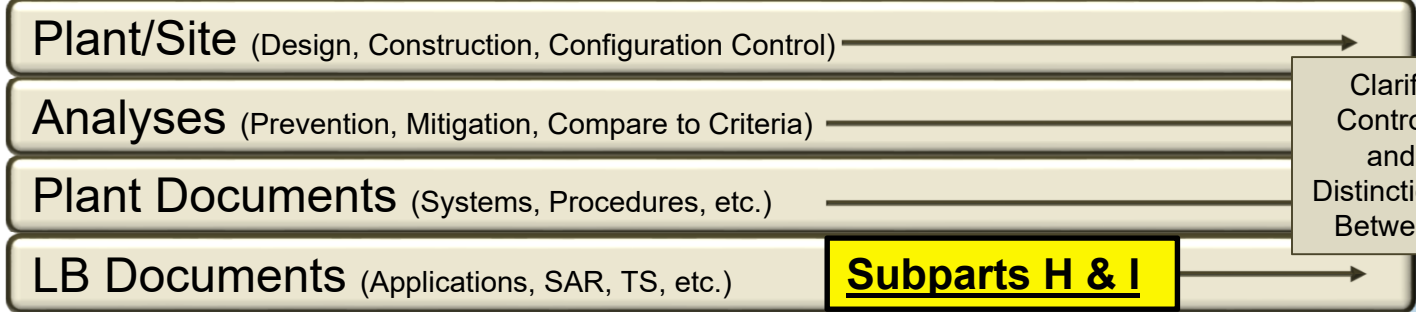 Plant/Site (Design, Construction, Configuration Control)
Analyses (Prevention, Mitigation, Compare to Criteria)
Plant Documents (Systems, Procedures, etc.)
LB Documents (Applications, SAR, TS, etc.)
Subparts H & I
and